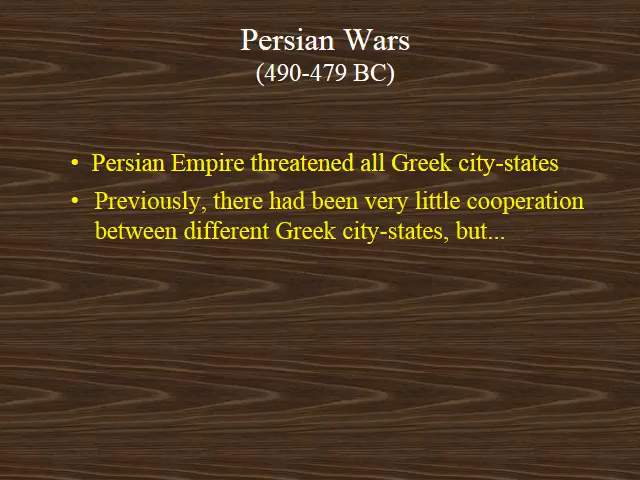 Persian Wars
(490-479 BC)
• Persian Empire threatened all Greek city-states
• Previously, there had been very little cooperation
between different Greek city-states, but...